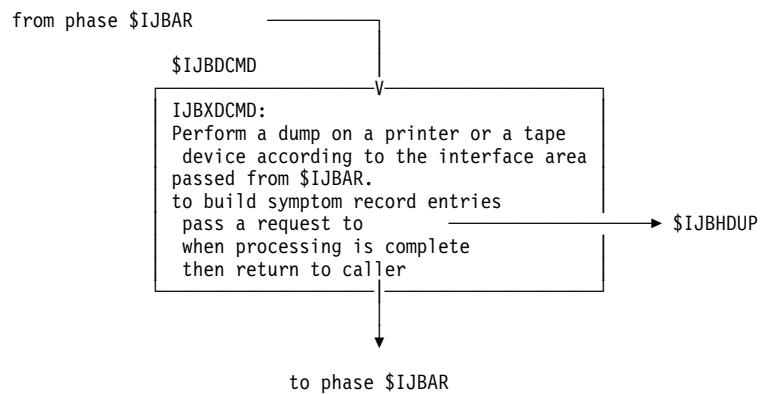 from phase $IJBAR
$IJBDCMD
V
IJBXDCMD:
Perform a dump on a printer or a tape
device according to the interface area
passed from $IJBAR.
to build symptom record entries
pass a request to $IJBHDUP
when processing is complete
then return to caller
to phase $IJBAR